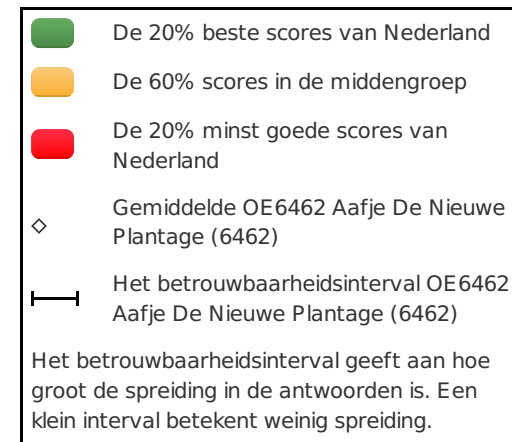 De 20% beste scores van Nederland
De 60% scores in de middengroep
De 20% minst goede scores van
Nederland
Gemiddelde OE6462 Aafje De Nieuwe
Plantage (6462)
Het betrouwbaarheidsinterval OE6462
Aafje De Nieuwe Plantage (6462)
Het betrouwbaarheidsinterval geeft aan hoe
groot de spreiding in de antwoorden is. Een
klein interval betekent weinig spreiding.